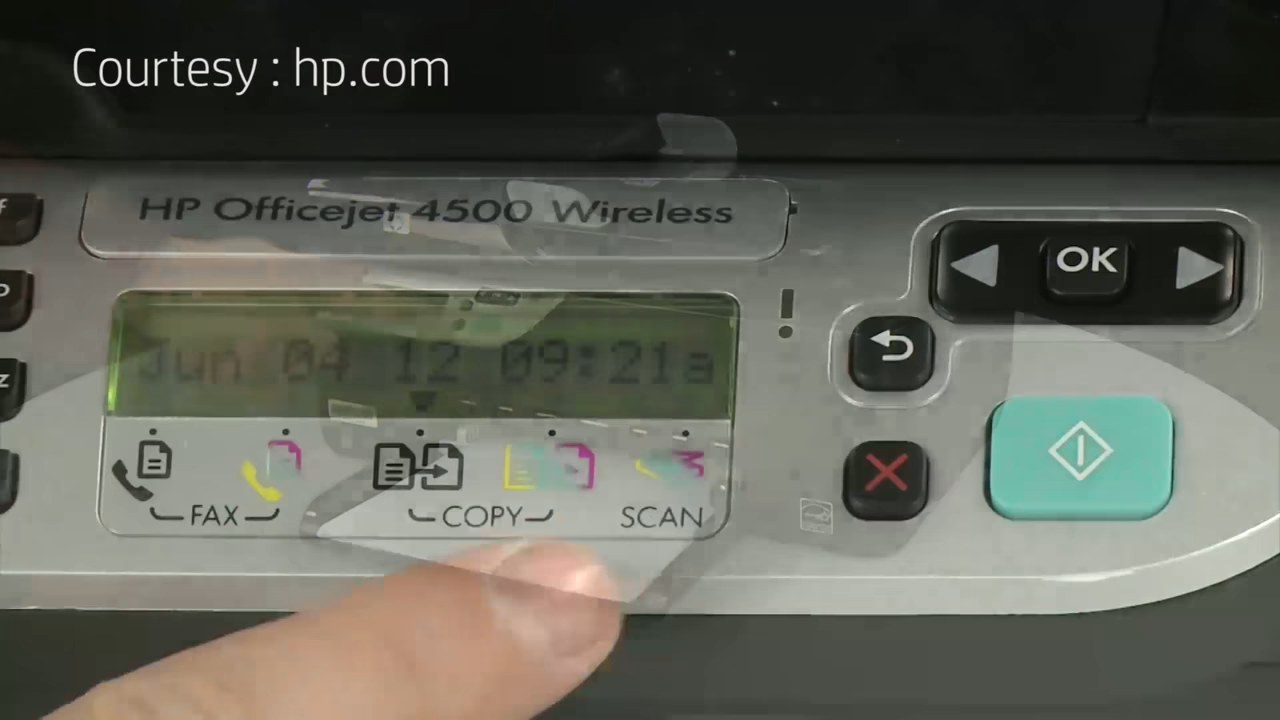 Courtesy : hp.com
HP Officejet 4500 Wireless
OK
Jun 04 12 09:21a
FAX
COPY
SCAN